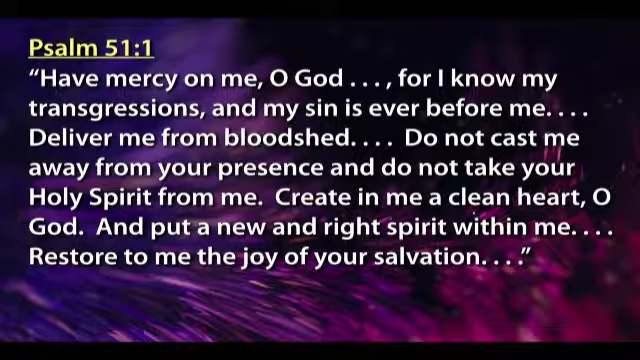 Psalm 51:1
“Have mercy on me, O God . . . , for I know my
transgressions, and my sin is ever before me. . . .
Deliver me from bloodshed. . . .  Do not cast me
away from your presence and do not take your
Holy Spirit from me.  Create in me a clean heart, O
God.  And put a new and right spirit within me. . . .
Restore to me the joy of your salvation. . . .”